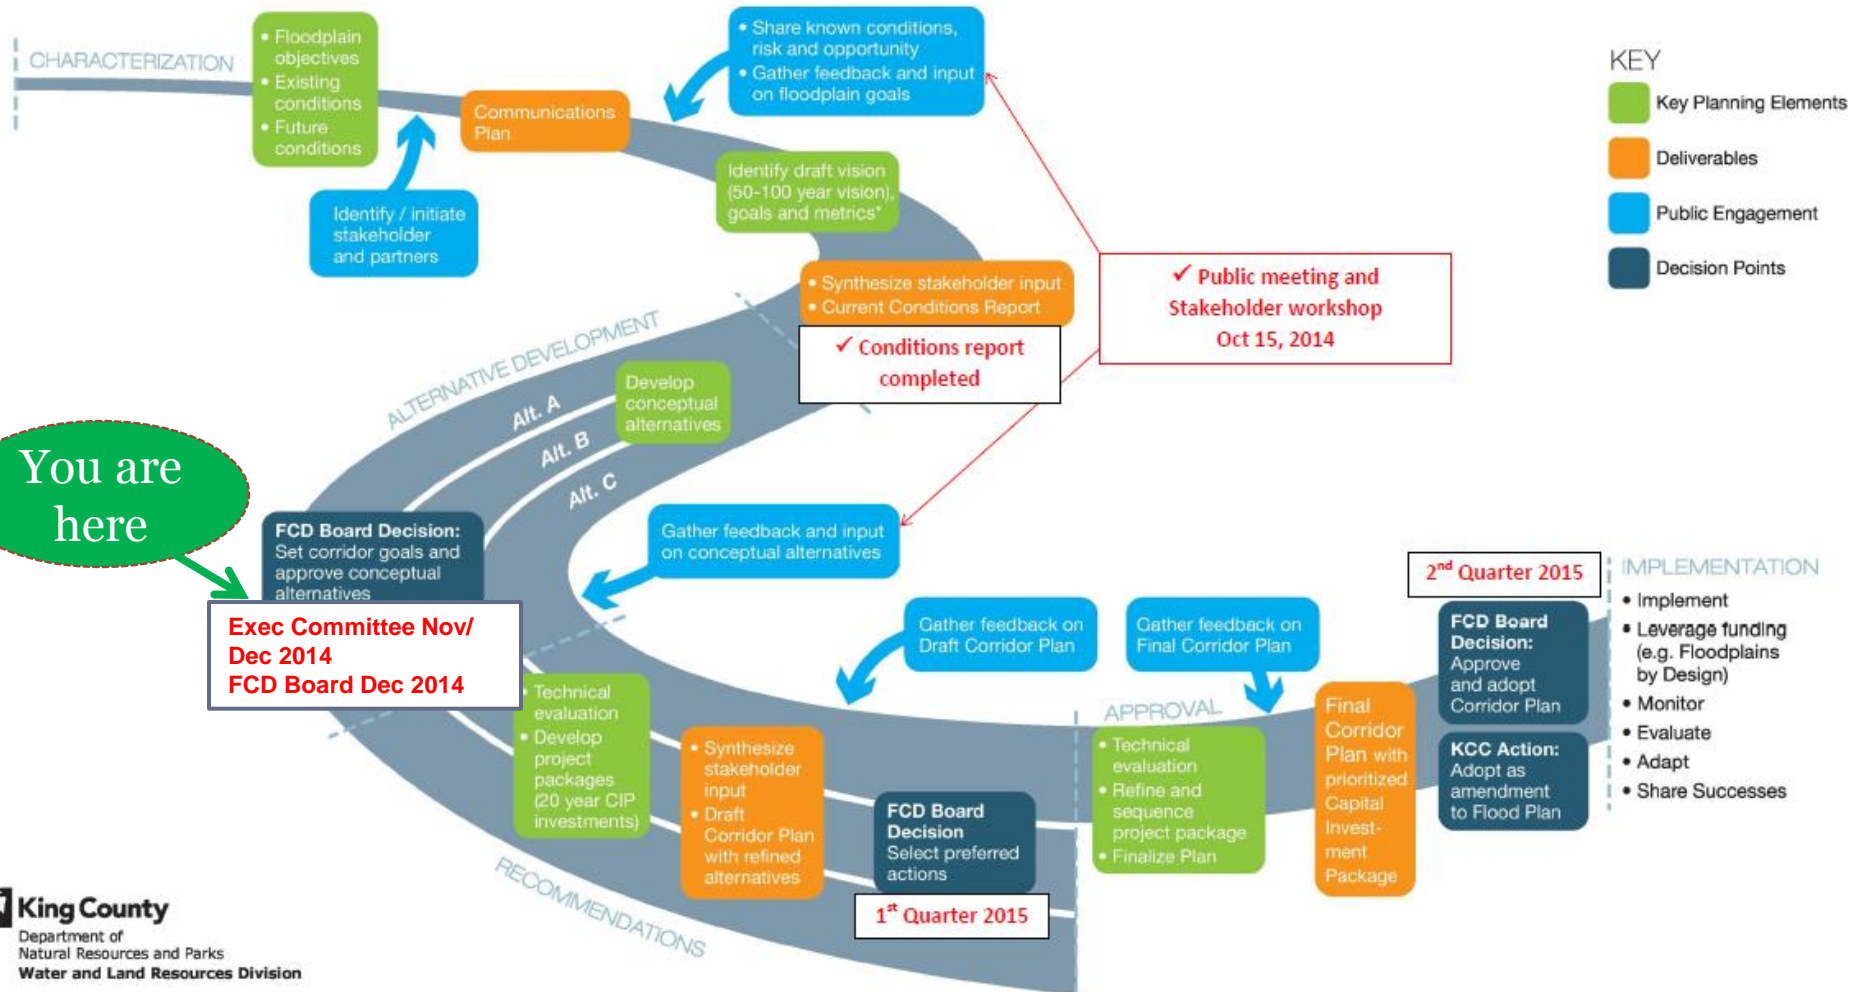 CHARACTERIZATION
• Floodplain
objectives
• Existing
conditions
• Future
conditions
Identify / initiate
stakeholder
and partners
Communications
Plan
• Share known conditions,
risk and opportunity
• Gather feedback and input
on floodplain goals
Identify draft vision
(50-100 year vision),
goals and metrics*
• Synthesize stakeholder input
• Current Conditions Report
✓ Conditions report
completed
✓ Public meeting and
Stakeholder workshop
Oct 15, 2014
KEY
Key Planning Elements
Deliverables
Public Engagement
Decision Points
ALTERNATIVE DEVELOPMENT
Alt. A
Alt. B
Alt. C
Develop
conceptual
alternatives
You are
here
FCD Board Decision:
Set corridor goals and
approve conceptual
alternatives
Exec Committee Nov/
Dec 2014
FCD Board Dec 2014
Gather feedback and input
on conceptual alternatives
• Technical
evaluation
• Develop
project
packages
(20 year CIP
investments)
• Synthesize
stakeholder
input
• Draft
Corridor Plan
with refined
alternatives
RECOMMENDATIONS
Gather feedback on
Draft Corridor Plan
FCD Board
Decision
Select preferred
actions
1st Quarter 2015
Gather feedback on
Final Corridor Plan
APPROVAL
• Technical
evaluation
• Refine and
sequence
project package
• Finalize Plan
Final
Corridor
Plan with
prioritized
Capital
Invest-
ment
Package
2nd Quarter 2015
FCD Board
Decision:
Approve
and adopt
Corridor Plan
KCC Action:
Adopt as
amendment
to Flood Plan
IMPLEMENTATION
• Implement
• Leverage funding
(e.g. Floodplains
by Design)
• Monitor
• Evaluate
• Adapt
• Share Successes
King County
Department of
Natural Resources and Parks
Water and Land Resources Division